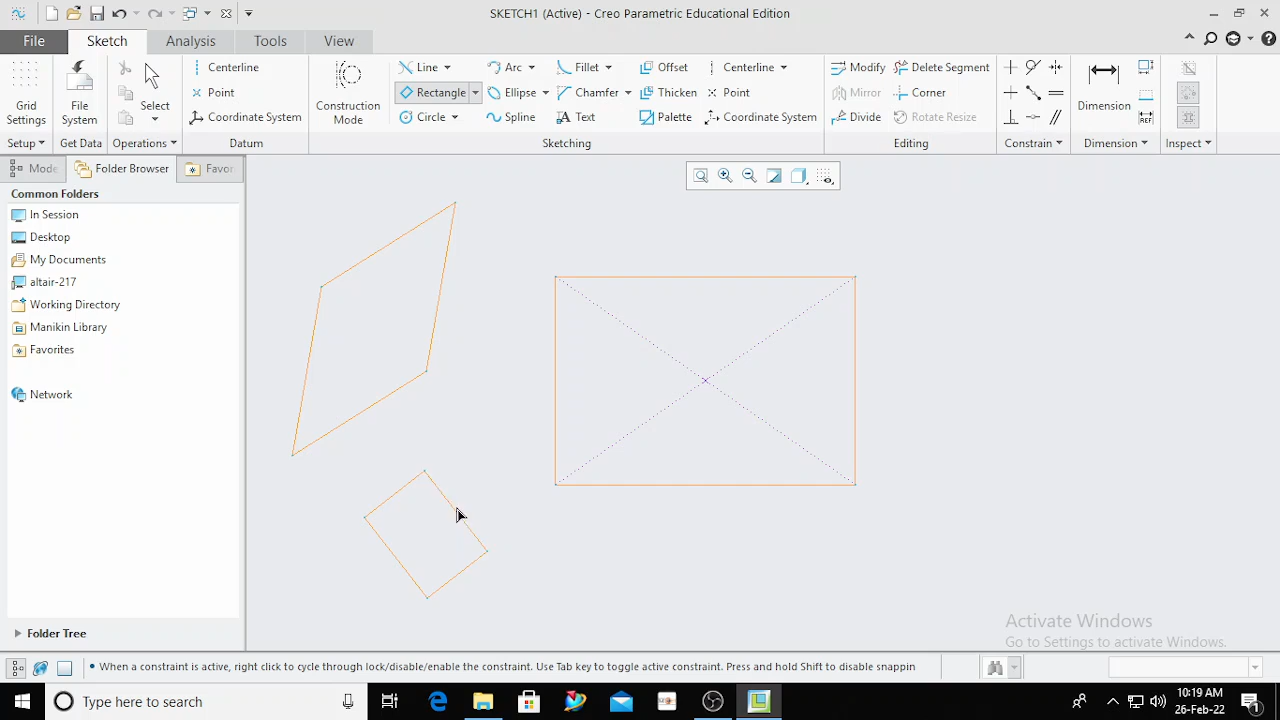 SKETCH1 (Active) - Creo Parametric Educational Edition
File Sketch Analysis Tools View
Centerline Line Arc Fillet Offset Centerline Modify Delete Segment
Point Rectangle Ellipse Chamfer Thicken Point Mirror Corner
Grid Settings File System Select Coordinate System Construction Mode Circle Spline Text Palette Coordinate System Divide Rotate Resize Dimension
Setup Get Data Operations Datum Sketching Editing Constrain Dimension Inspect
Mode Folder Browser Favor
Common Folders
In Session
Desktop
My Documents
altair-217
Working Directory
Manikin Library
Favorites
Network
Folder Tree
Activate Windows
Go to Settings to activate Windows.
• When a constraint is active, right click to cycle through lock/disable/enable the constraint. Use Tab key to toggle active constraint. Press and hold Shift to disable snappin
Type here to search
10:19 AM
26-Feb-22
1